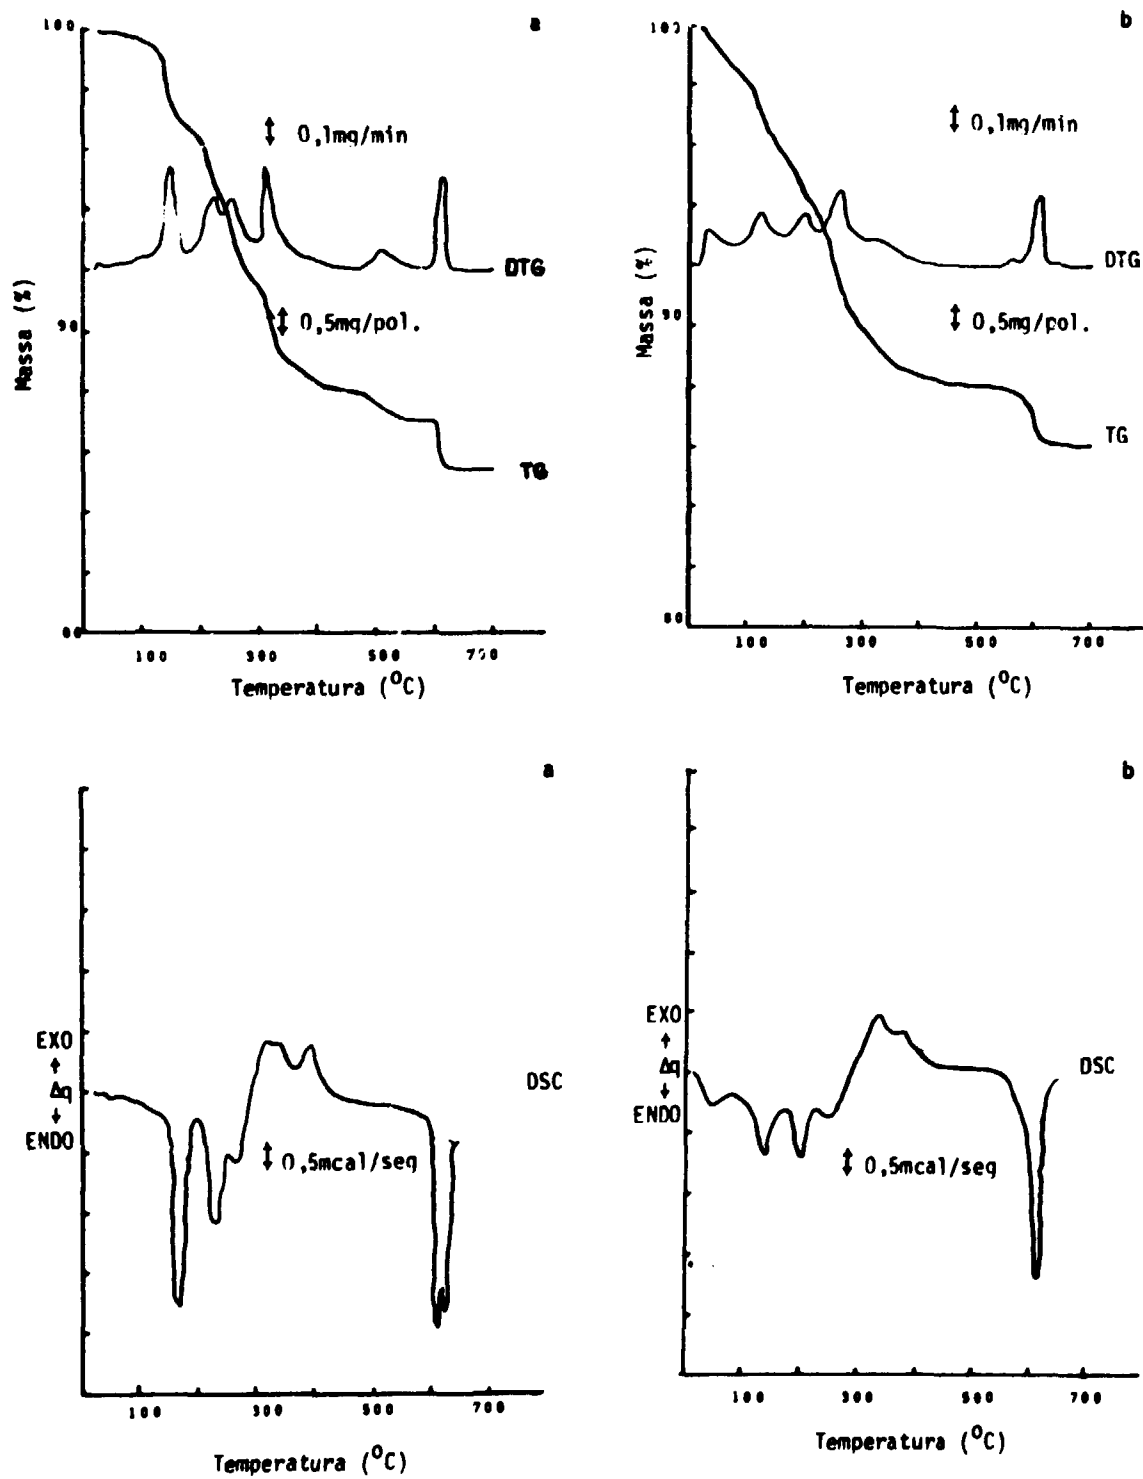 a
100
0,1mg/min
DTG
Massa (%)
90
0,5mg/pol.
TG
80
100 300 500 700
Temperatura (°C)
b
100
0,1mg/min
DTG
Massa (%)
90
0,5mg/pol.
TG
80
100 300 500 700
Temperatura (°C)
a
EXO
Δq
ENDO
DSC
0,5mcal/seg
100 300 500 700
Temperatura (°C)
b
EXO
Δq
ENDO
DSC
0,5mcal/seg
100 300 500 700
Temperatura (°C)